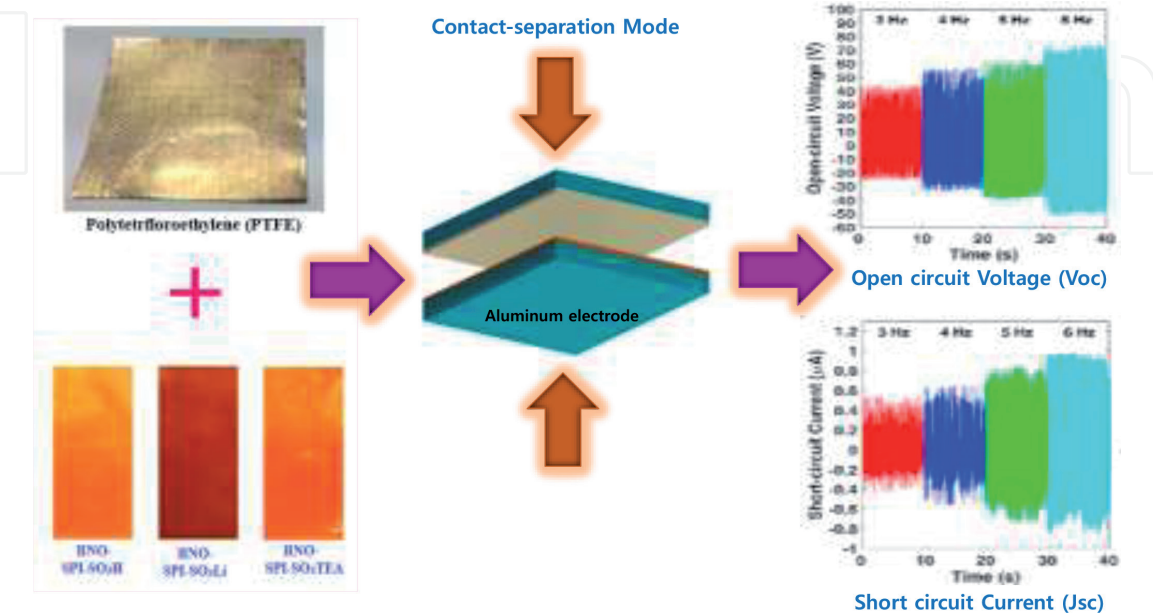 Contact-separation Mode
Polytetrfloroethylene (PTFE)
+
HNO-
SPI-SO₃H
HNO-
SPI-SO₃Li
HNO-
SPI-SO₃TEA
Aluminum electrode
3 Hz 4 Hz 5 Hz 6 Hz
Open-circuit Voltage (V)
100
90
80
70
60
50
40
30
20
10
0
-10
-20
-30
-40
-50
-60
0 10 20 30 40
Time (s)
Open circuit Voltage (Voc)
3 Hz 4 Hz 5 Hz 6 Hz
Short-circuit Current (μA)
1.2
1
0.8
0.6
0.4
0.2
0
-0.2
-0.4
-0.6
-0.8
-1
0 10 20 30 40
Time (s)
Short circuit Current (Jsc)